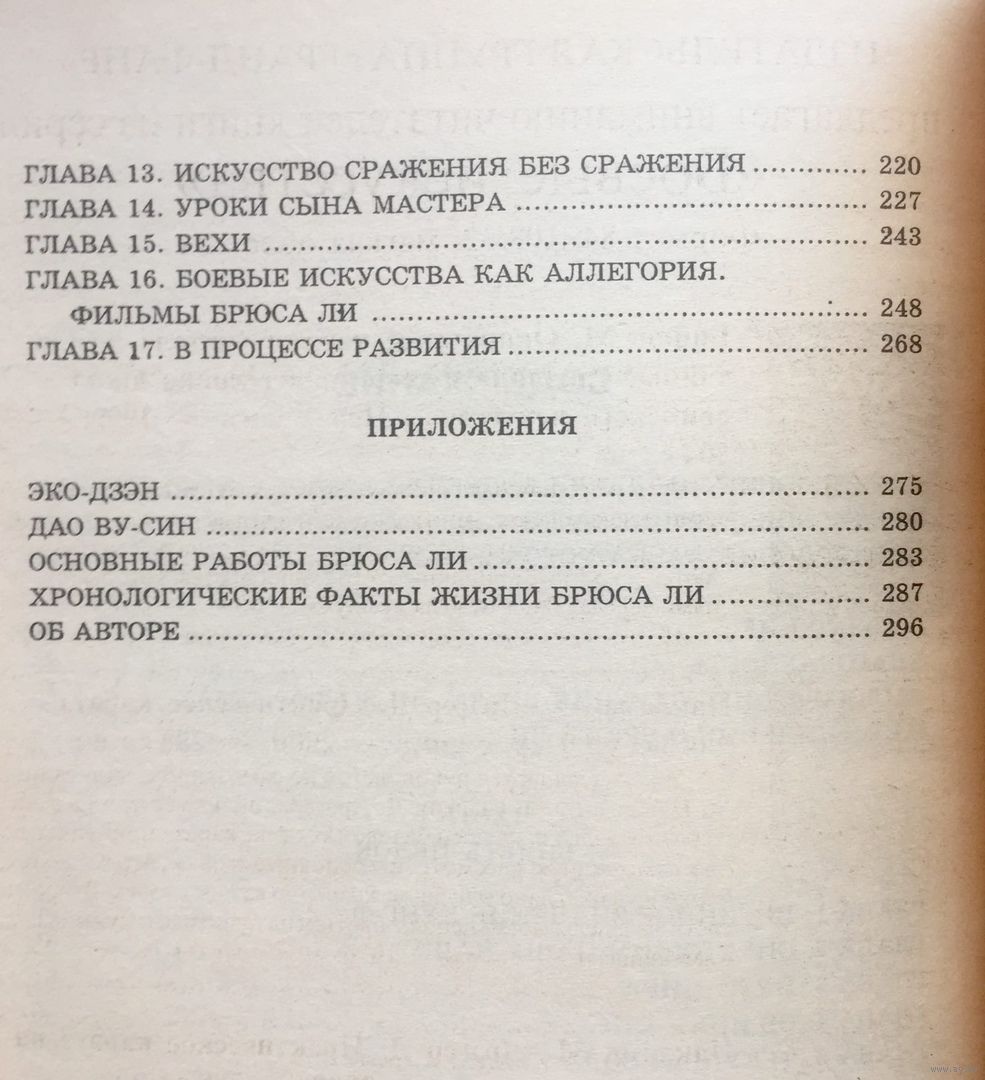 ГЛАВА 13. ИСКУССТВО СРАЖЕНИЯ БЕЗ СРАЖЕНИЯ ............. 220
ГЛАВА 14. УРОКИ СЫНА МАСТЕРА ........................................ 227
ГЛАВА 15. ВЕХИ ..................................................................... 243
ГЛАВА 16. БОЕВЫЕ ИСКУССТВА КАК АЛЛЕГОРИЯ.
ФИЛЬМЫ БРЮСА ЛИ ......................................................... 248
ГЛАВА 17. В ПРОЦЕССЕ РАЗВИТИЯ ......................................... 268
ПРИЛОЖЕНИЯ
ЭКО-ДЗЭН ................................................................................ 275
ДАО ВУ-СИН ............................................................................ 280
ОСНОВНЫЕ РАБОТЫ БРЮСА ЛИ ............................................. 283
ХРОНОЛОГИЧЕСКИЕ ФАКТЫ ЖИЗНИ БРЮСА ЛИ .................. 287
ОБ АВТОРЕ .............................................................................. 296